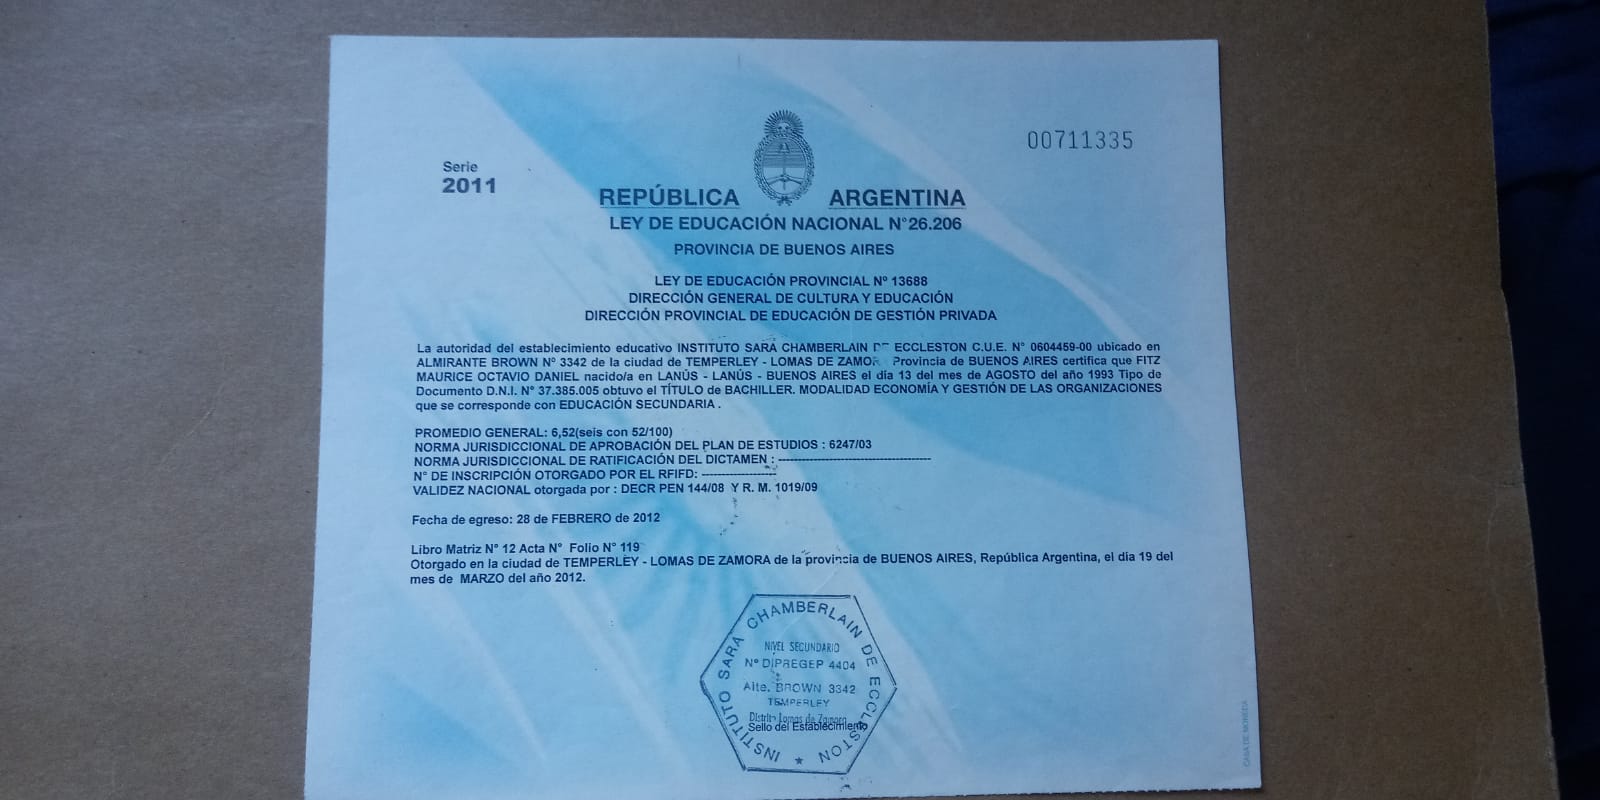 00711335
Serie
2011
REPÚBLICA ARGENTINA
LEY DE EDUCACIÓN NACIONAL N°26.206
PROVINCIA DE BUENOS AIRES
LEY DE EDUCACIÓN PROVINCIAL Nº 13688
DIRECCIÓN GENERAL DE CULTURA Y EDUCACIÓN
DIRECCIÓN PROVINCIAL DE EDUCACIÓN DE GESTIÓN PRIVADA
La autoridad del establecimiento educativo INSTITUTO SARA CHAMBERLAIN DE ECCLESTON C.U.E. N° 0604459-00 ubicado en
ALMIRANTE BROWN Nº 3342 de la ciudad de TEMPERLEY - LOMAS DE ZAMOR Provincia de BUENOS AIRES certifica que FITZ
MAURICE OCTAVIO DANIEL nacido/a en LANÚS - LANÚS - BUENOS AIRES el día 13 del mes de AGOSTO del año 1993 Tipo de
Documento D.N.I. N° 37.385.005 obtuvo el TÍTULO de BACHILLER. MODALIDAD ECONOMÍA Y GESTIÓN DE LAS ORGANIZACIONES
que se corresponde con EDUCACIÓN SECUNDARIA .
PROMEDIO GENERAL: 6,52(seis con 52/100)
NORMA JURISDICCIONAL DE APROBACIÓN DEL PLAN DE ESTUDIOS : 6247/03
NORMA JURISDICCIONAL DE RATIFICACIÓN DEL DICTAMEN : ------------------------------------
N° DE INSCRIPCIÓN OTORGADO POR EL RFIFD: -----------------
VALIDEZ NACIONAL otorgada por : DECR PEN 144/08 Y R. M. 1019/09
Fecha de egreso: 28 de FEBRERO de 2012
Libro Matriz N° 12 Acta N° Folio N° 119
Otorgado en la ciudad de TEMPERLEY - LOMAS DE ZAMORA de la provincia de BUENOS AIRES, República Argentina, el día 19 del
mes de MARZO del año 2012.
INSTITUTO SARA CHAMBERLAIN DE ECCLESTON
NIVEL SECUNDARIO
Nº DIPREGEP 4404
Alte. BROWN 3342
TEMPERLEY
Distrito Lomas de Zamora
Sello del Establecimiento
CASA DE MONEDA